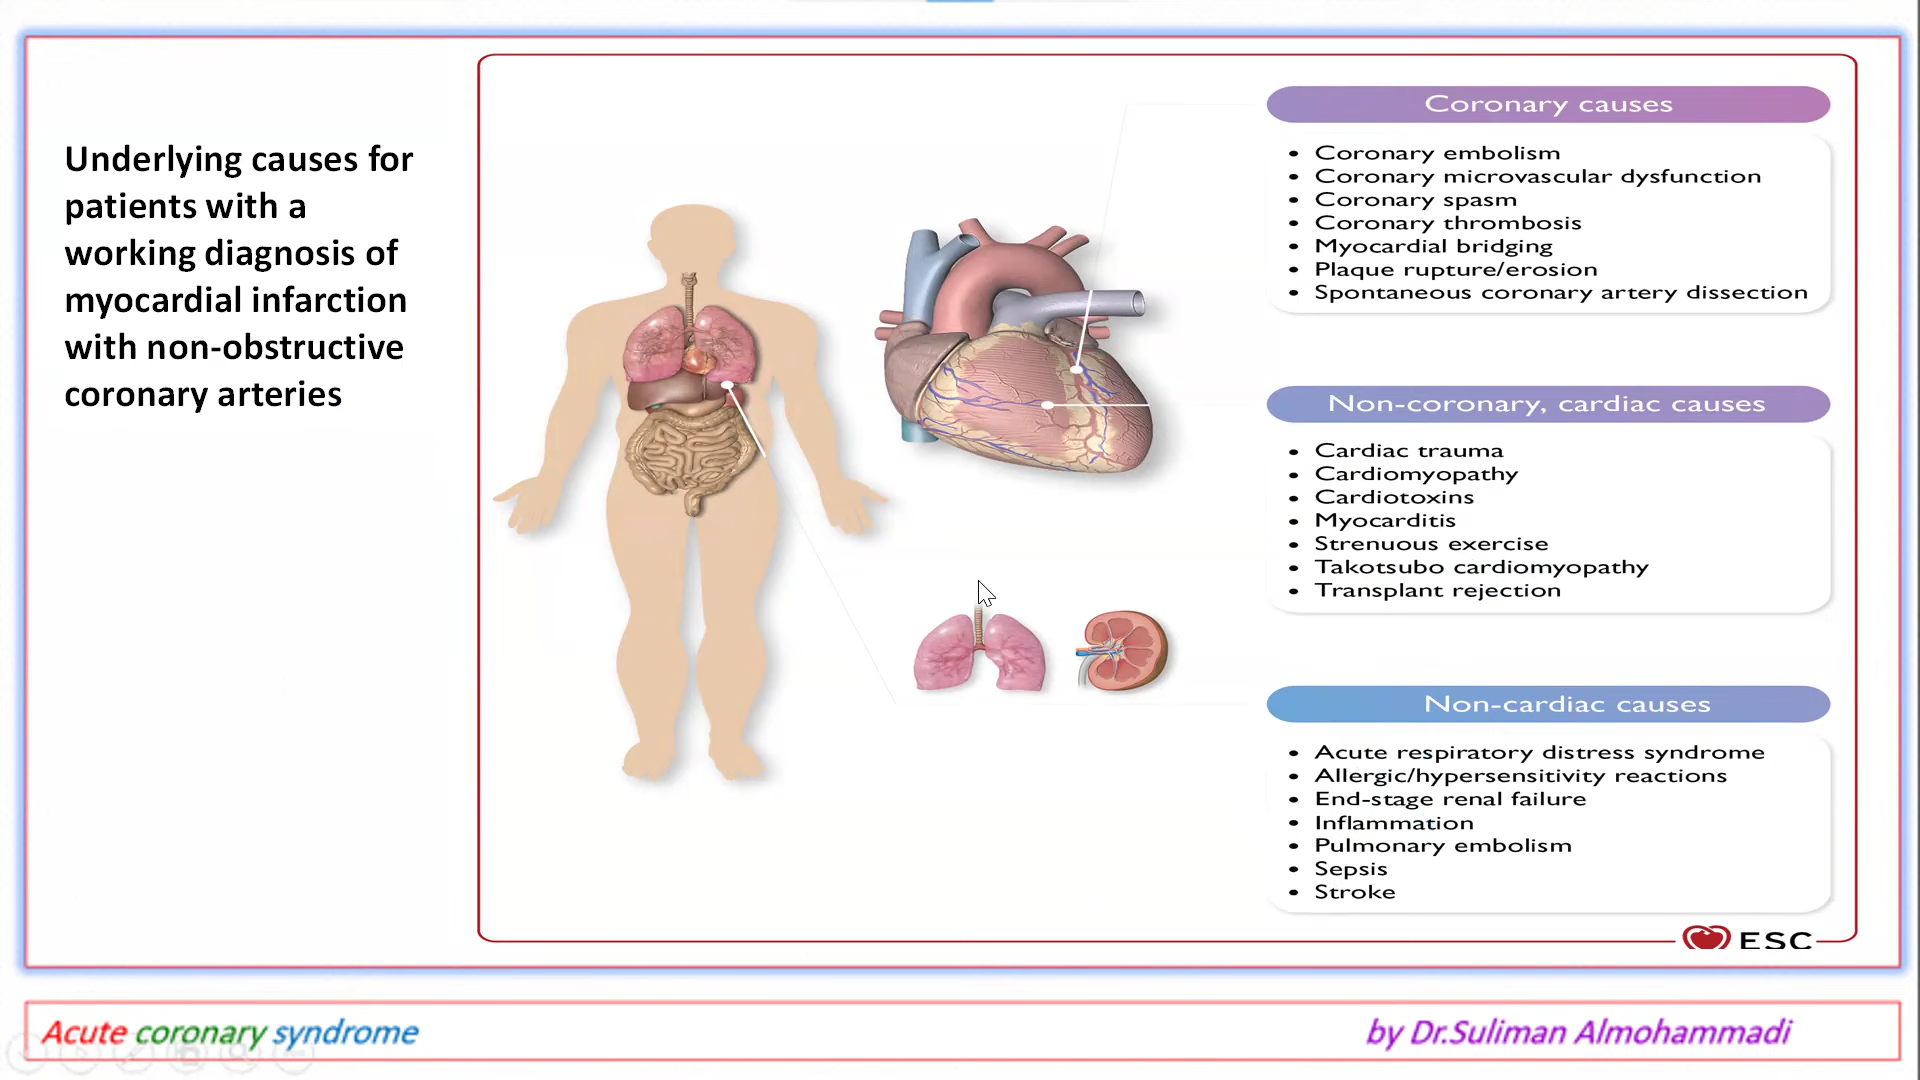 Underlying causes for
patients with a
working diagnosis of
myocardial infarction
with non-obstructive
coronary arteries
Coronary causes
• Coronary embolism
• Coronary microvascular dysfunction
• Coronary spasm
• Coronary thrombosis
• Myocardial bridging
• Plaque rupture/erosion
• Spontaneous coronary artery dissection
Non-coronary, cardiac causes
• Cardiac trauma
• Cardiomyopathy
• Cardiotoxins
• Myocarditis
• Strenuous exercise
• Takotsubo cardiomyopathy
• Transplant rejection
Non-cardiac causes
• Acute respiratory distress syndrome
• Allergic/hypersensitivity reactions
• End-stage renal failure
• Inflammation
• Pulmonary embolism
• Sepsis
• Stroke
ESC
Acute coronary syndrome
by Dr.Suliman Almohammadi